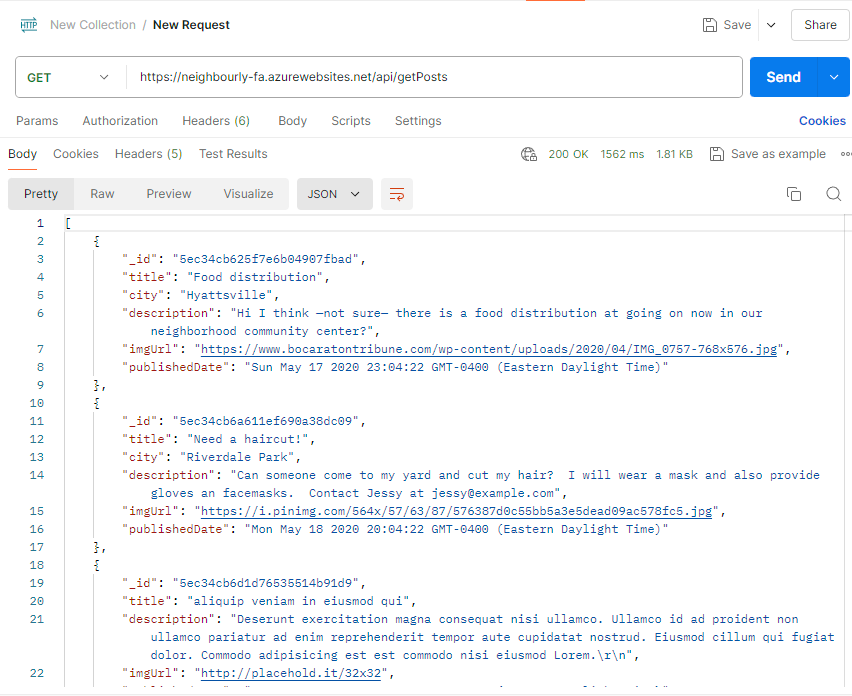 HTTP New Collection / New Request Save Share
GET https://neighbourly-fa.azurewebsites.net/api/getPosts Send
Params Authorization Headers (6) Body Scripts Settings Cookies
Body Cookies Headers (5) Test Results 200 OK 1562 ms 1.81 KB Save as example
Pretty Raw Preview Visualize JSON
1 [
2 {
3 "_id": "5ec34cb625f7e6b04907fbad",
4 "title": "Food distribution",
5 "city": "Hyattsville",
6 "description": "Hi I think —not sure— there is a food distribution at going on now in our
neighborhood community center?",
7 "imgUrl": "https://www.bocaratontribune.com/wp-content/uploads/2020/04/IMG_0757-768x576.jpg",
8 "publishedDate": "Sun May 17 2020 23:04:22 GMT-0400 (Eastern Daylight Time)"
9 },
10 {
11 "_id": "5ec34cb6a611ef690a38dc09",
12 "title": "Need a haircut!",
13 "city": "Riverdale Park",
14 "description": "Can someone come to my yard and cut my hair?  I will wear a mask and also provide
gloves an facemasks.  Contact Jessy at jessy@example.com",
15 "imgUrl": "https://i.pinimg.com/564x/57/63/87/576387d0c55bb5a3e5dead09ac578fc5.jpg",
16 "publishedDate": "Mon May 18 2020 20:04:22 GMT-0400 (Eastern Daylight Time)"
17 },
18 {
19 "_id": "5ec34cb6d1d76535514b91d9",
20 "title": "aliquip veniam in eiusmod qui",
21 "description": "Deserunt exercitation magna consequat nisi ullamco. Ullamco id ad proident non
ullamco pariatur ad enim reprehenderit tempor aute cupidatat nostrud. Eiusmod cillum qui fugiat
dolor. Commodo adipisicing est est commodo nisi eiusmod Lorem.\r\n",
22 "imgUrl": "http://placehold.it/32x32",